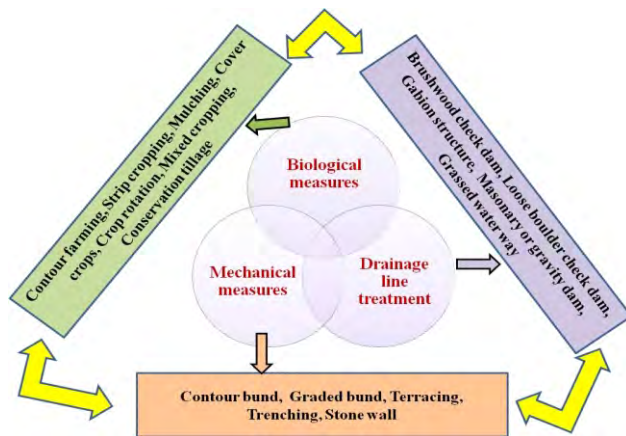 Contour farming, Strip cropping, Mulching, Cover
crops, Crop rotation, Mixed cropping,
Conservation tillage
Brushwood check dam, Loose boulder check dam,
Gabion structure, Masonary or gravity dam,
Grassed water way
Biological
measures
Mechanical
measures
Drainage
line
treatment
Contour bund, Graded bund, Terracing,
Trenching, Stone wall